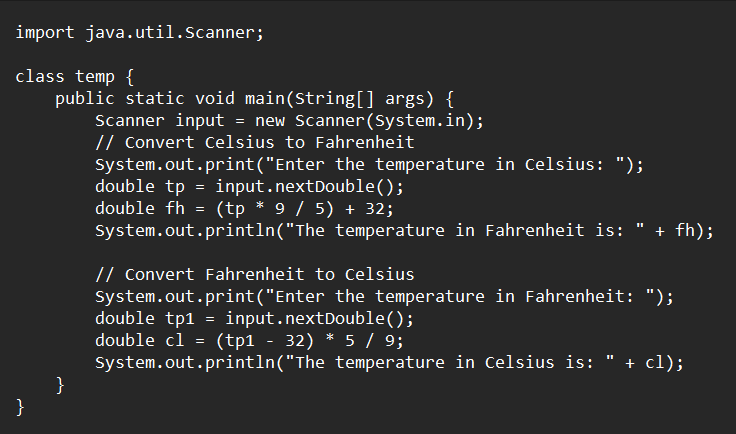 import java.util.Scanner;

class temp {
    public static void main(String[] args) {
        Scanner input = new Scanner(System.in);
        // Convert Celsius to Fahrenheit
        System.out.print("Enter the temperature in Celsius: ");
        double tp = input.nextDouble();
        double fh = (tp * 9 / 5) + 32;
        System.out.println("The temperature in Fahrenheit is: " + fh);

        // Convert Fahrenheit to Celsius
        System.out.print("Enter the temperature in Fahrenheit: ");
        double tp1 = input.nextDouble();
        double cl = (tp1 - 32) * 5 / 9;
        System.out.println("The temperature in Celsius is: " + cl);
    }
}